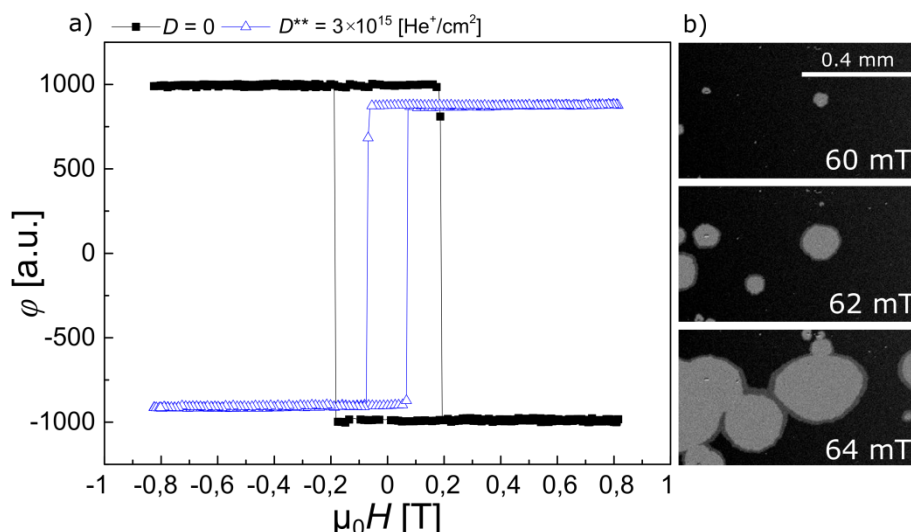 a)
D = 0 D** = 3×10¹⁵ [He⁺/cm²]
1000
500
0
-500
-1000
φ [a.u.]
-1 -0,8 -0,6 -0,4 -0,2 0 0,2 0,4 0,6 0,8 1
μ₀H [T]
b)
0.4 mm
60 mT
62 mT
64 mT